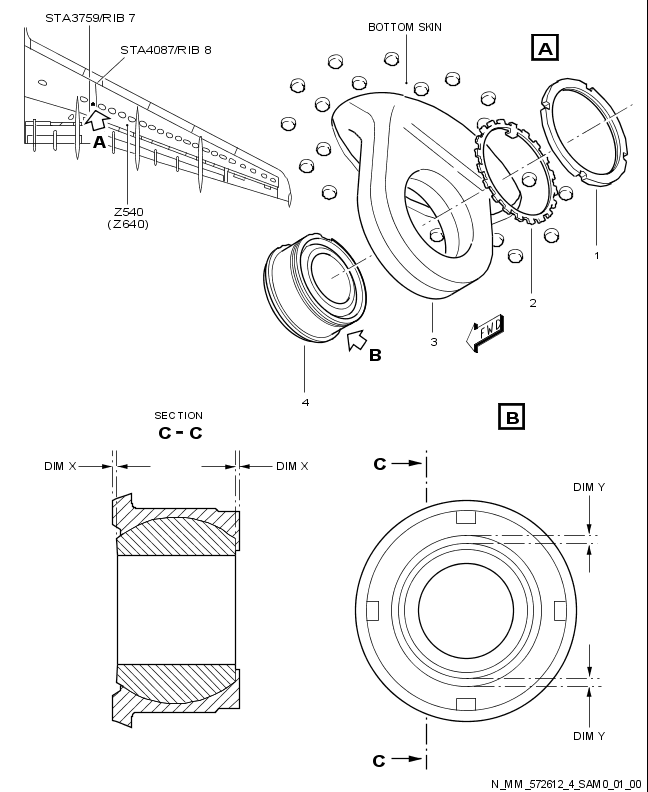 STA3759/RIB 7
STA4087/RIB 8
BOTTOM SKIN
A
A
Z540
(Z640)
1
2
3
FWD
B
4
SECTION
C-C
B
DIM X
DIM X
C
DIM Y
DIM Y
C
N_MM_572612_4_SAM0_01_00